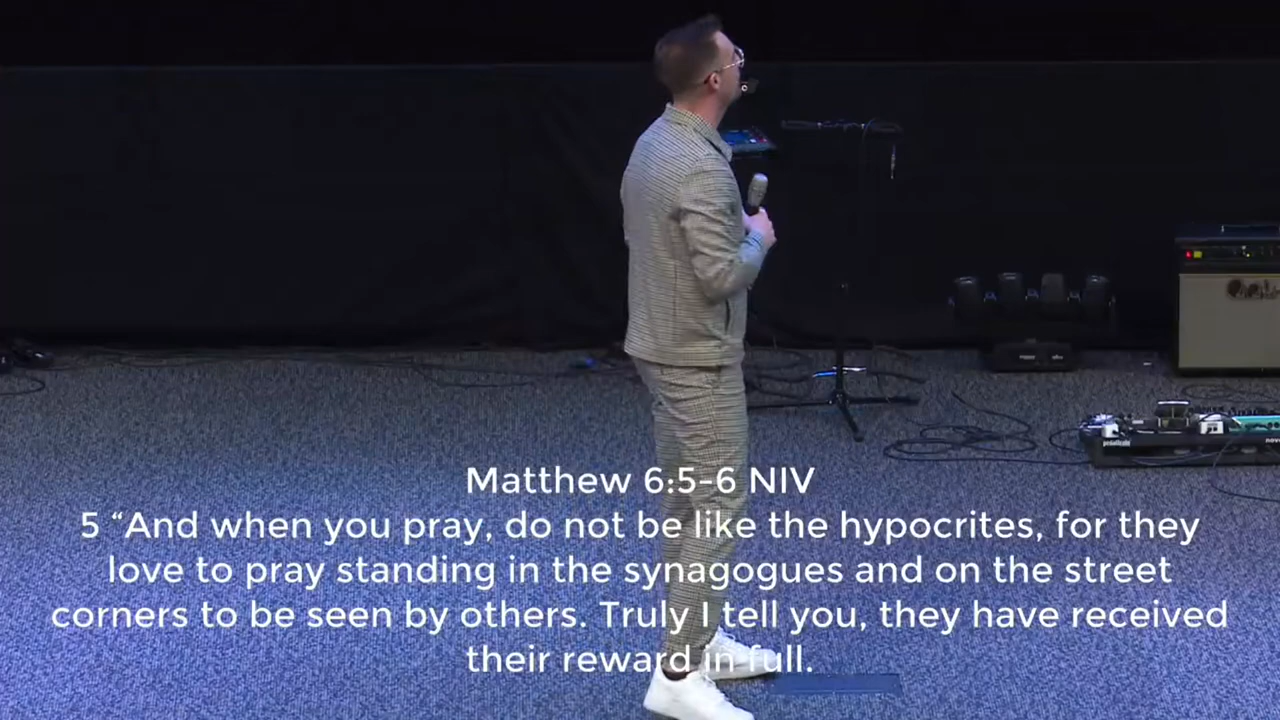 Matthew 6:5-6 NIV
5 “And when you pray, do not be like the hypocrites, for they
love to pray standing in the synagogues and on the street
corners to be seen by others. Truly I tell you, they have received
their reward in full.